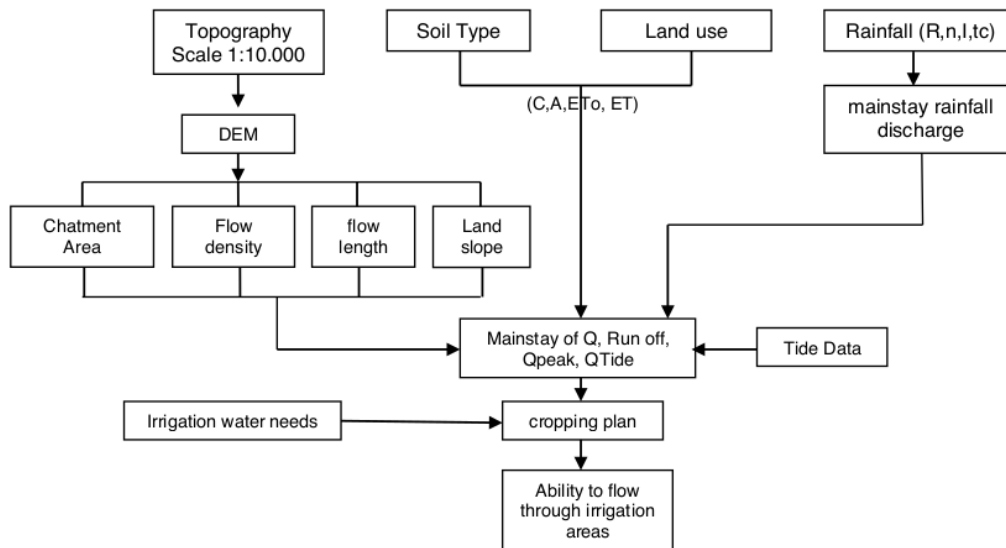 Topography
Scale 1:10.000
Soil Type
Land use
Rainfall (R,n,I,tc)
(C,A,ETo, ET)
mainstay rainfall
discharge
DEM
Chatment
Area
Flow
density
flow
length
Land
slope
Mainstay of Q, Run off,
Qpeak, QTide
Tide Data
Irrigation water needs
cropping plan
Ability to flow
through irrigation
areas